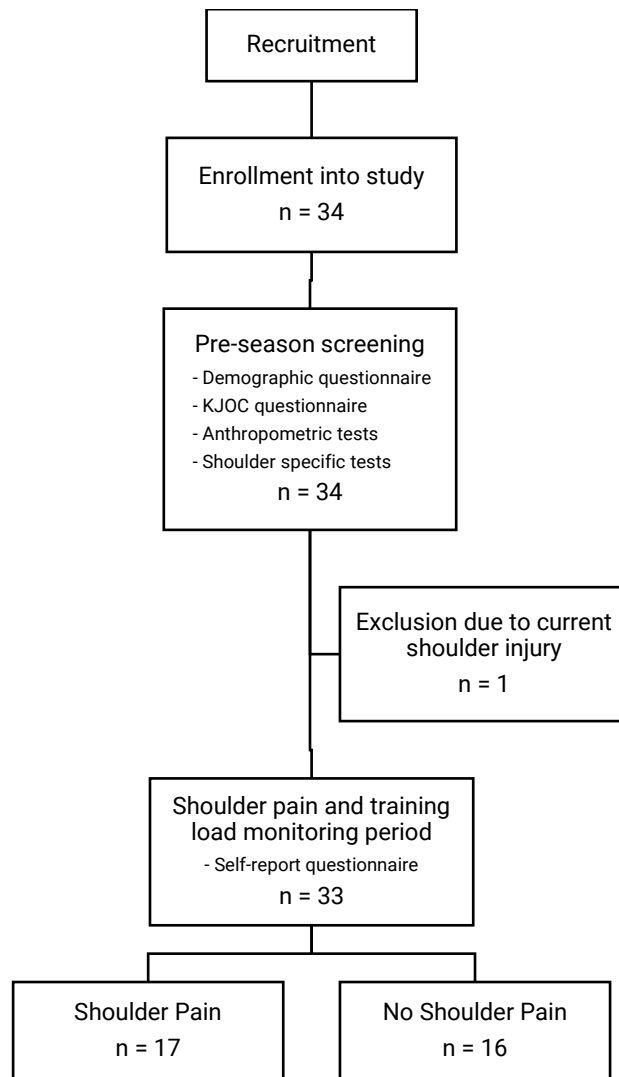 Recruitment
Enrollment into study
n = 34
Pre-season screening
- Demographic questionnaire
- KJOC questionnaire
- Anthropometric tests
- Shoulder specific tests
n = 34
Exclusion due to current
shoulder injury
n = 1
Shoulder pain and training
load monitoring period
- Self-report questionnaire
n = 33
Shoulder Pain
n = 17
No Shoulder Pain
n = 16